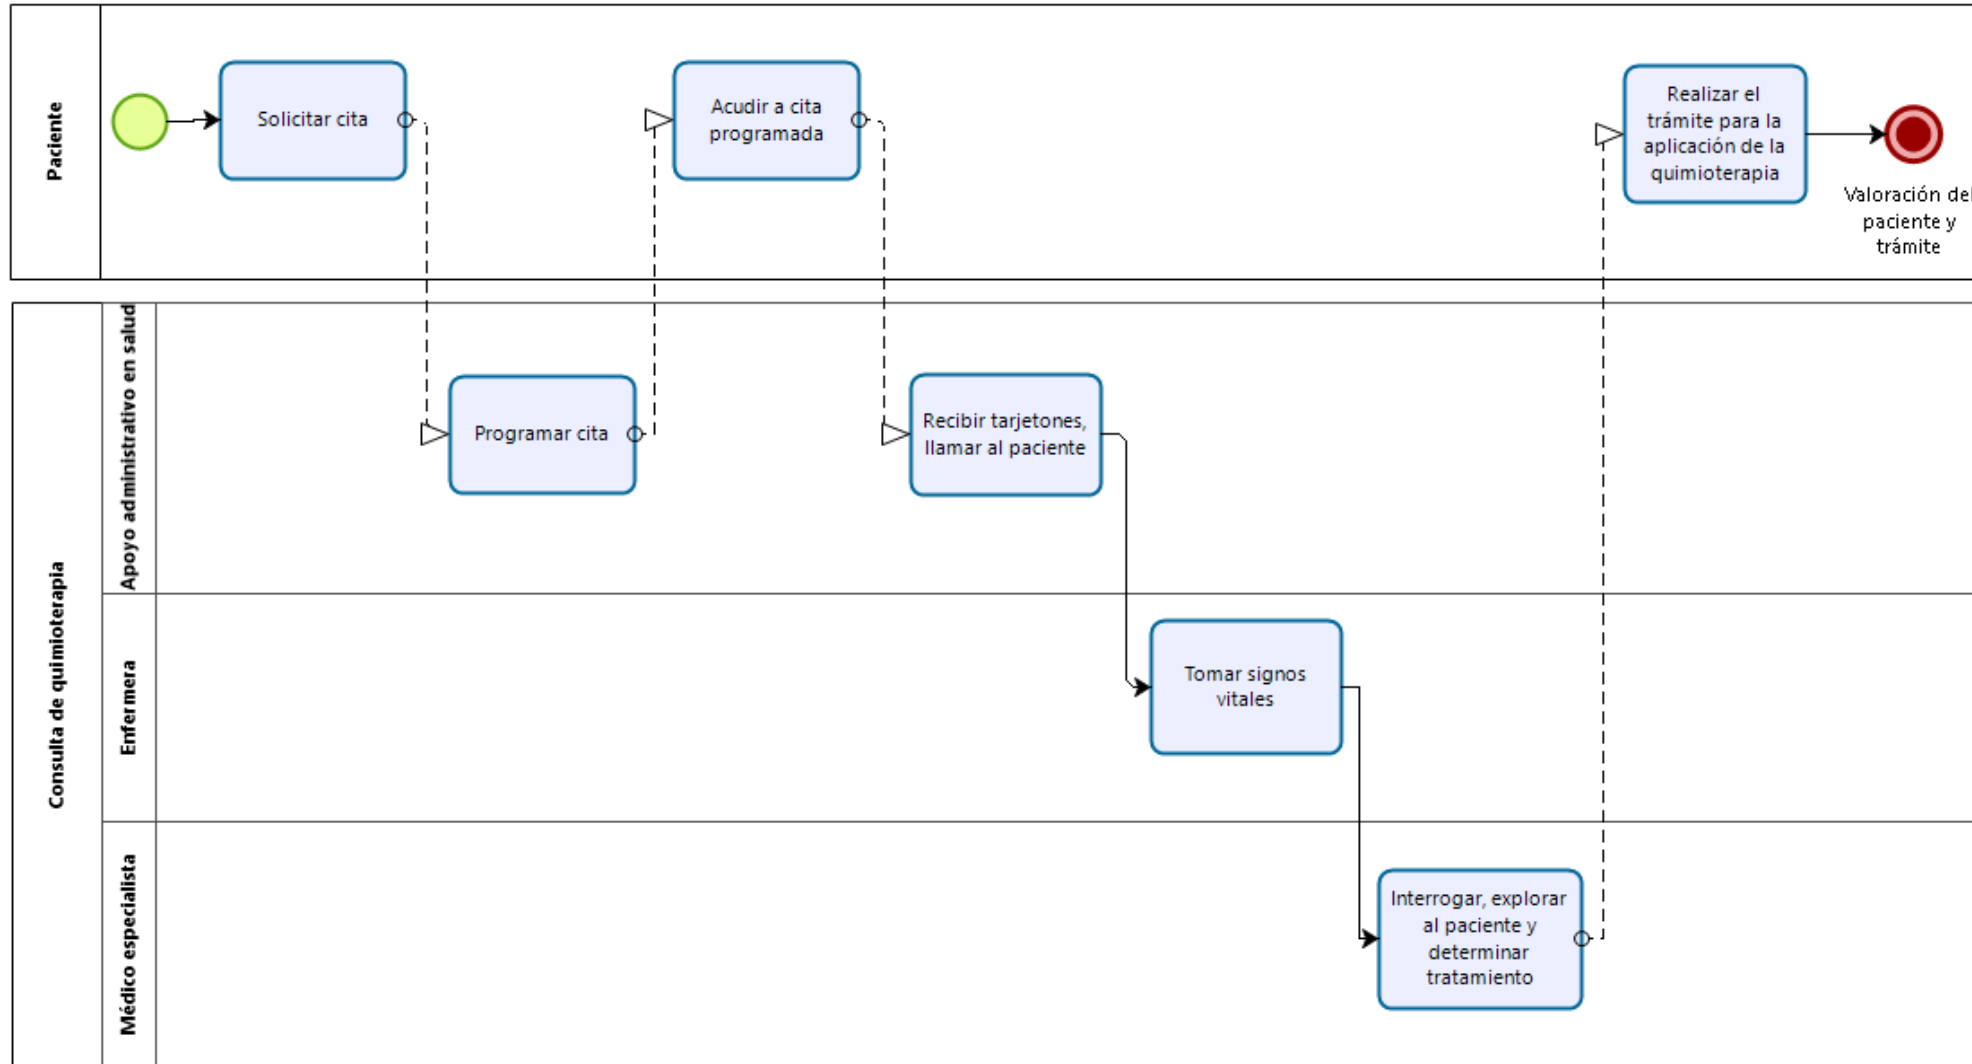 Paciente
Solicitar cita
Acudir a cita
programada
Realizar el
trámite para la
aplicación de la
quimioterapia
Valoración del
paciente y
trámite
Consulta de quimioterapia
Apoyo administrativo en salud
Programar cita
Recibir tarjetones,
llamar al paciente
Enfermera
Tomar signos
vitales
Médico especialista
Interrogar, explorar
al paciente y
determinar
tratamiento